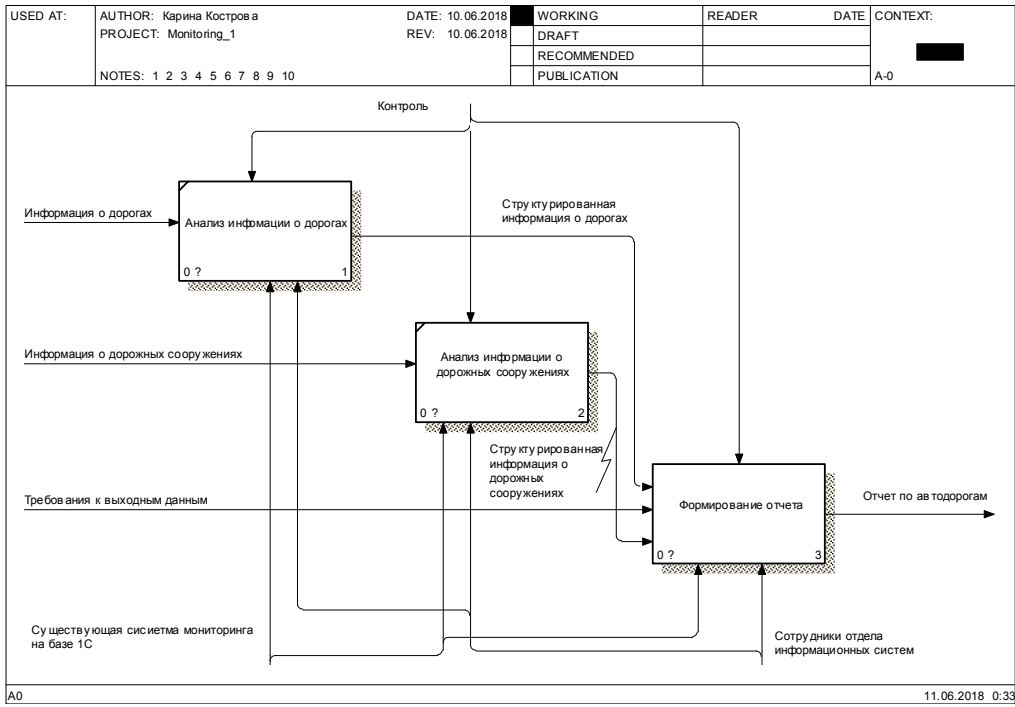 USED AT:
AUTHOR: Карина Кострова
DATE: 10.06.2018
WORKING
READER
DATE
CONTEXT:
PROJECT: Monitoring_1
REV: 10.06.2018
DRAFT
RECOMMENDED
NOTES: 1 2 3 4 5 6 7 8 9 10
PUBLICATION
A-0
Контроль
Информация о дорогах
Анализ инфомации о дорогах
0 ?
1
Структурированная
информация о дорогах
Информация о дорожных сооружениях
Анализ информации о
дорожных сооружениях
0 ?
2
Структурированная
информация о
дорожных
сооружениях
Требования к выходным данным
Формирование отчета
0 ?
3
Отчет по автодорогам
Существующая сисиетма мониторинга
на базе 1С
Сотрудники отдела
информационных систем
A0
11.06.2018 0:33